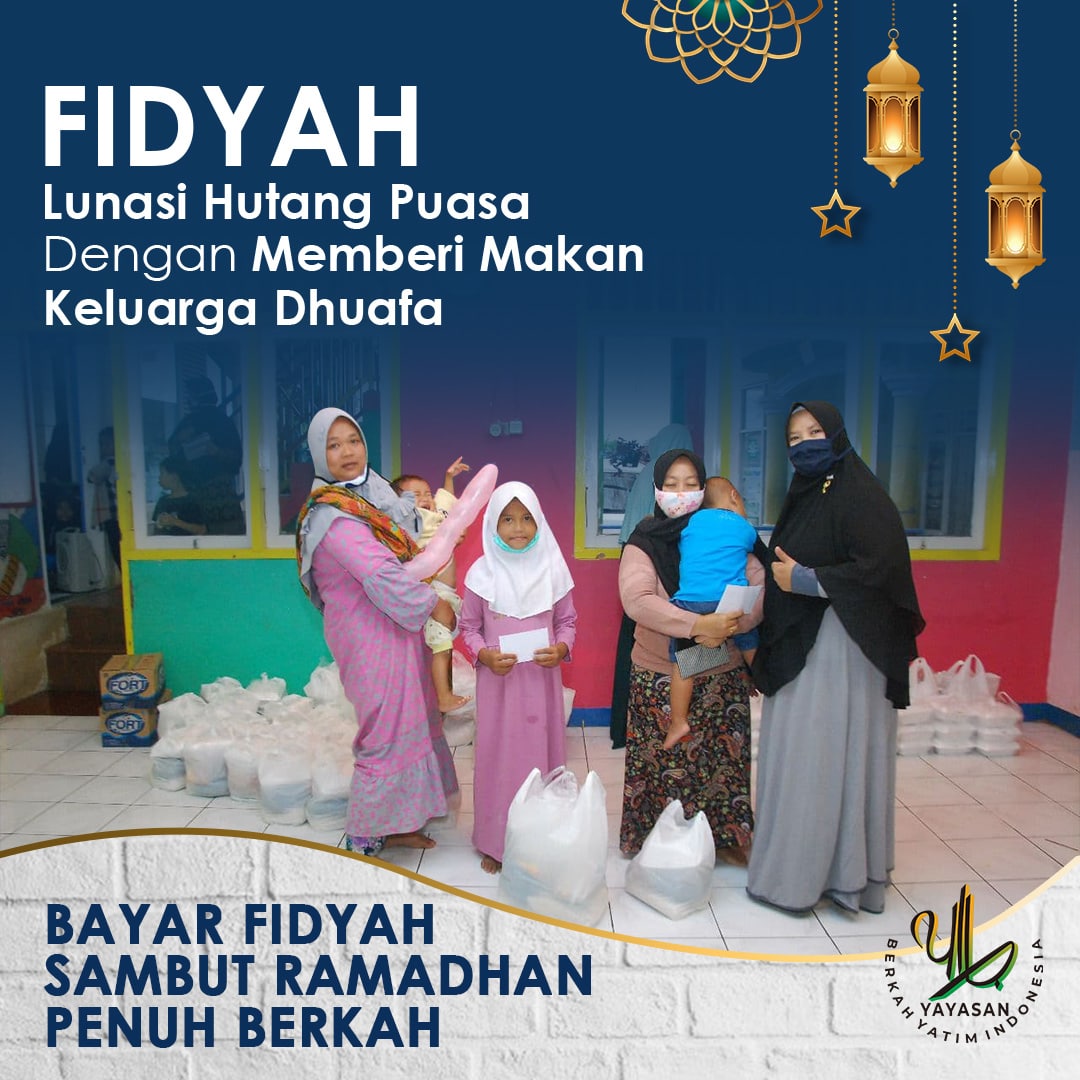 FIDYAH
Lunasi Hutang Puasa
Dengan Memberi Makan
Keluarga Dhuafa
FORT
FORT
BAYAR FIDYAH
SAMBUT RAMADHAN
PENUH BERKAH
YAYASAN
BERKAH YATIM INDONESIA